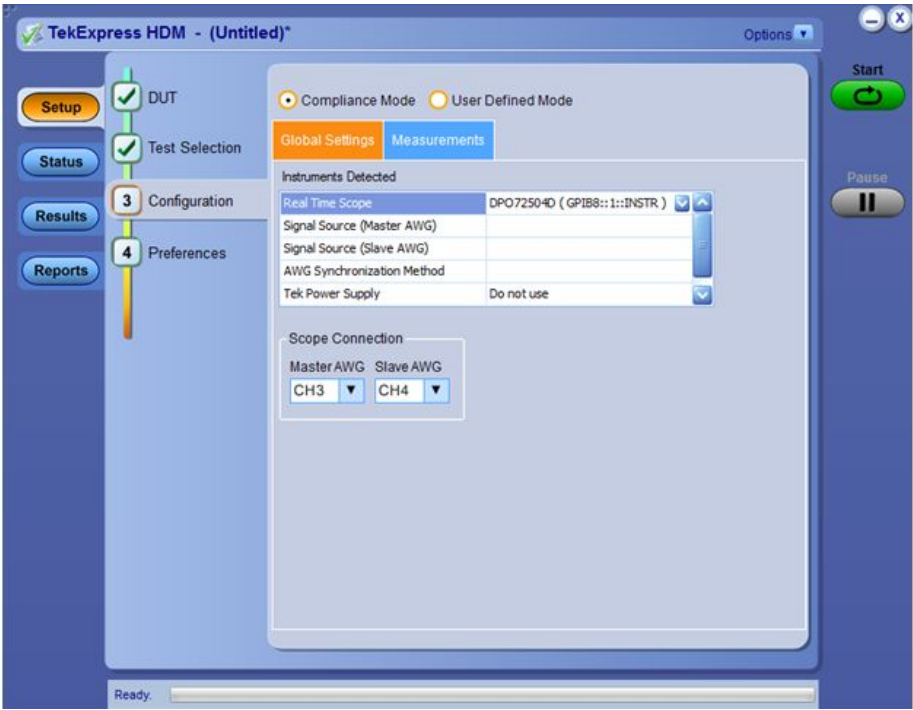 TekExpress HDM - (Untitled)*
Options
Start
Pause
Setup
Status
Results
Reports
DUT
Test Selection
3 Configuration
4 Preferences
Compliance Mode User Defined Mode
Global Settings Measurements
Instruments Detected
Real Time Scope DPO72504D ( GPIB8::1::INSTR )
Signal Source (Master AWG)
Signal Source (Slave AWG)
AWG Synchronization Method
Tek Power Supply Do not use
Scope Connection
Master AWG Slave AWG
CH3 CH4
Ready.